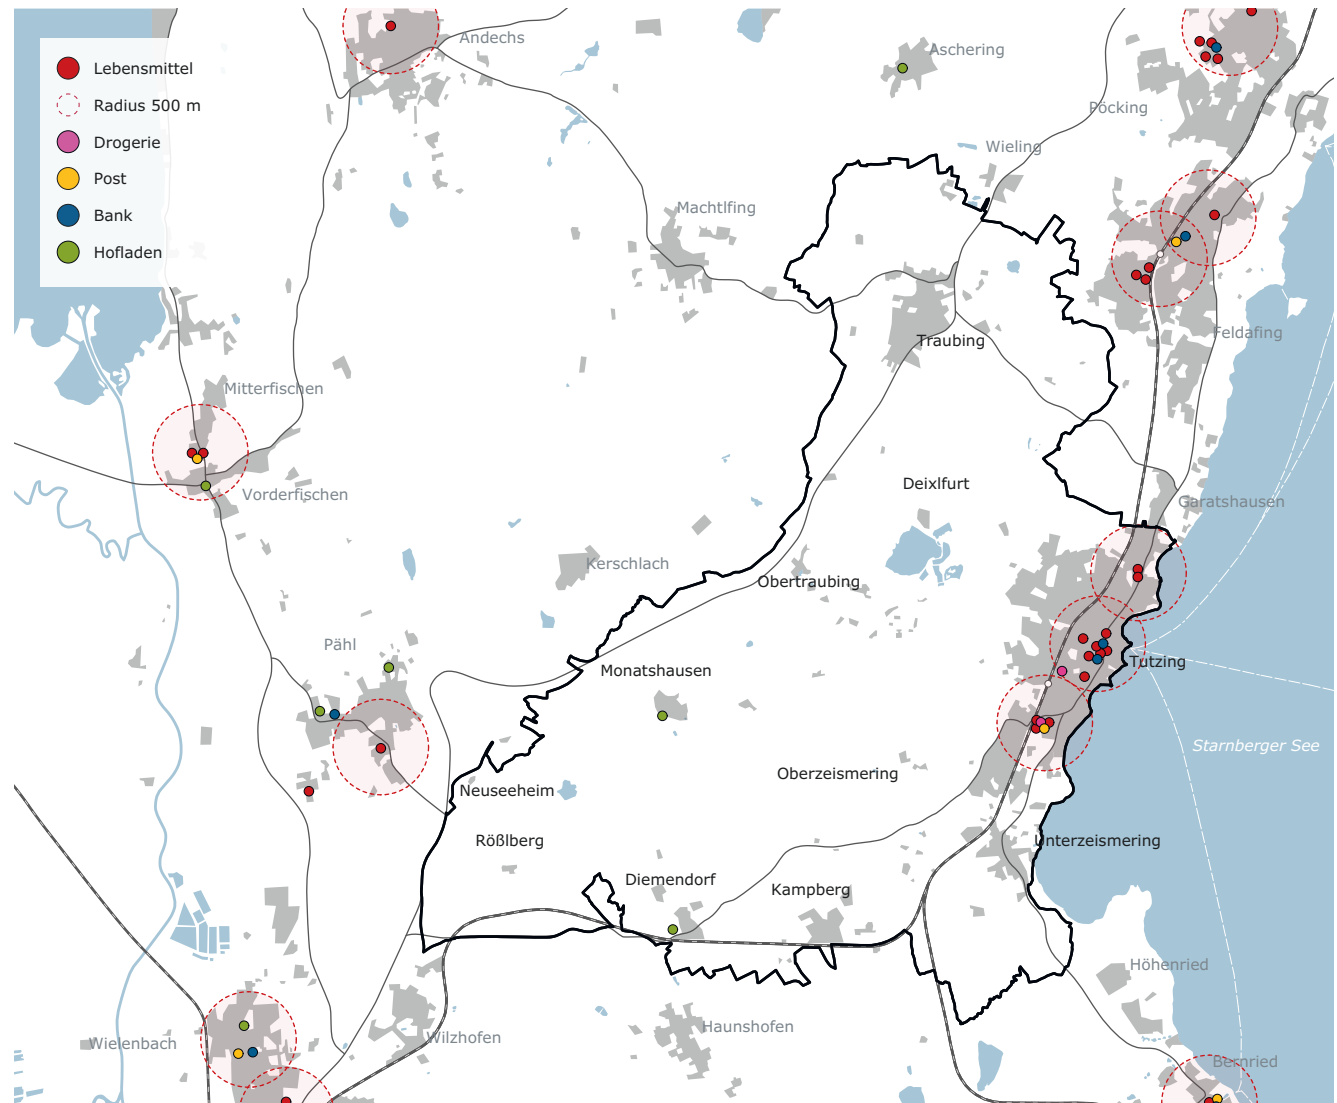 Andechs
Aschering
Lebensmittel
Radius 500 m
Pöcking
Drogerie
Wieling
Post
Machtlfing
Bank
Hofladen
Feldafing
Traubing
Mitterfischen
Deixlfurt
Vorderfischen
Garatshausen
Kerschlach
Obertraubing
Pähl
Tutzing
Monatshausen
Starnberger See
Oberzeismering
Neuseeheim
Rößlberg
Unterzeismering
Diemendorf
Kampberg
Höhenried
Haunshofen
Wilzhofen
Wielenbach
Bernried